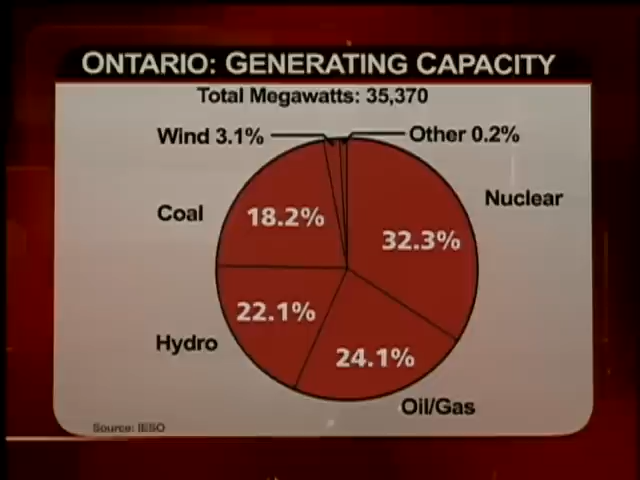 ONTARIO: GENERATING CAPACITY
Total Megawatts: 35,370
Wind 3.1%
Other 0.2%
Nuclear
Coal
18.2%
32.3%
22.1%
Hydro
24.1%
Oil/Gas
Source: IESO